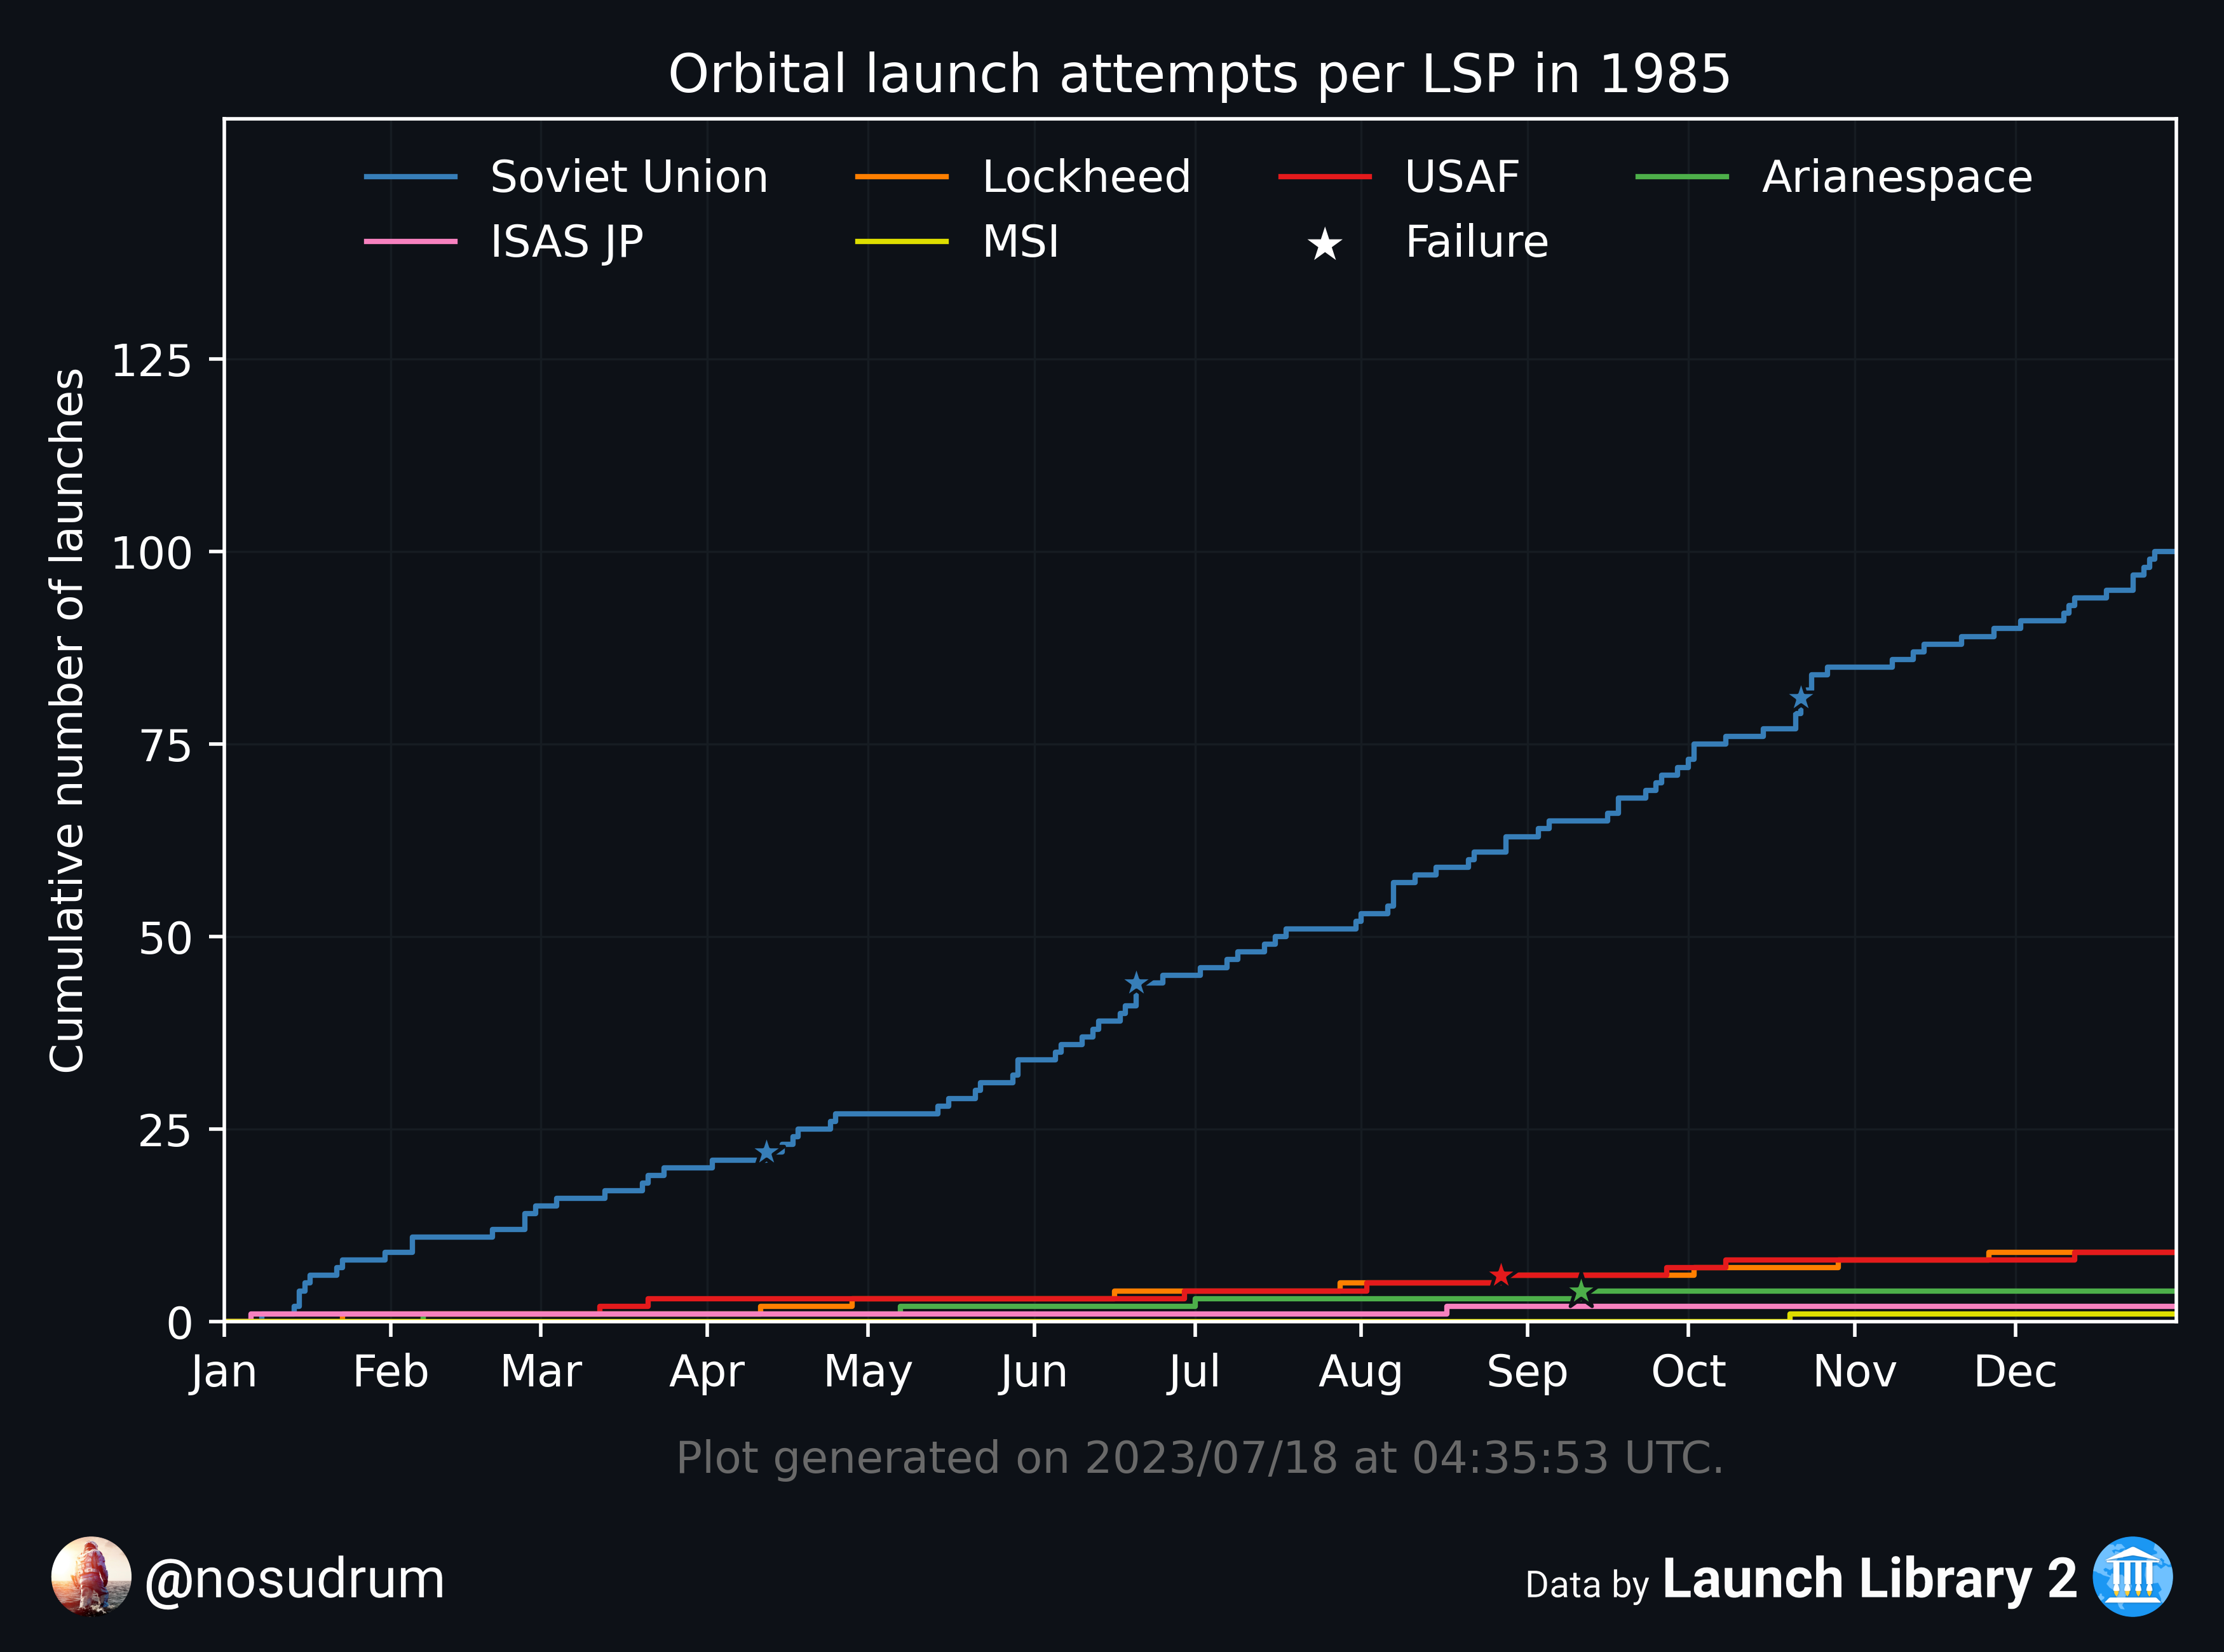 Orbital launch attempts per LSP in 1985
Soviet Union Lockheed USAF Arianespace
ISAS JP MSI Failure
Cumulative number of launches
125
100
75
50
25
0
Jan Feb Mar Apr May Jun Jul Aug Sep Oct Nov Dec
Plot generated on 2023/07/18 at 04:35:53 UTC.
@nosudrum
Data by Launch Library 2